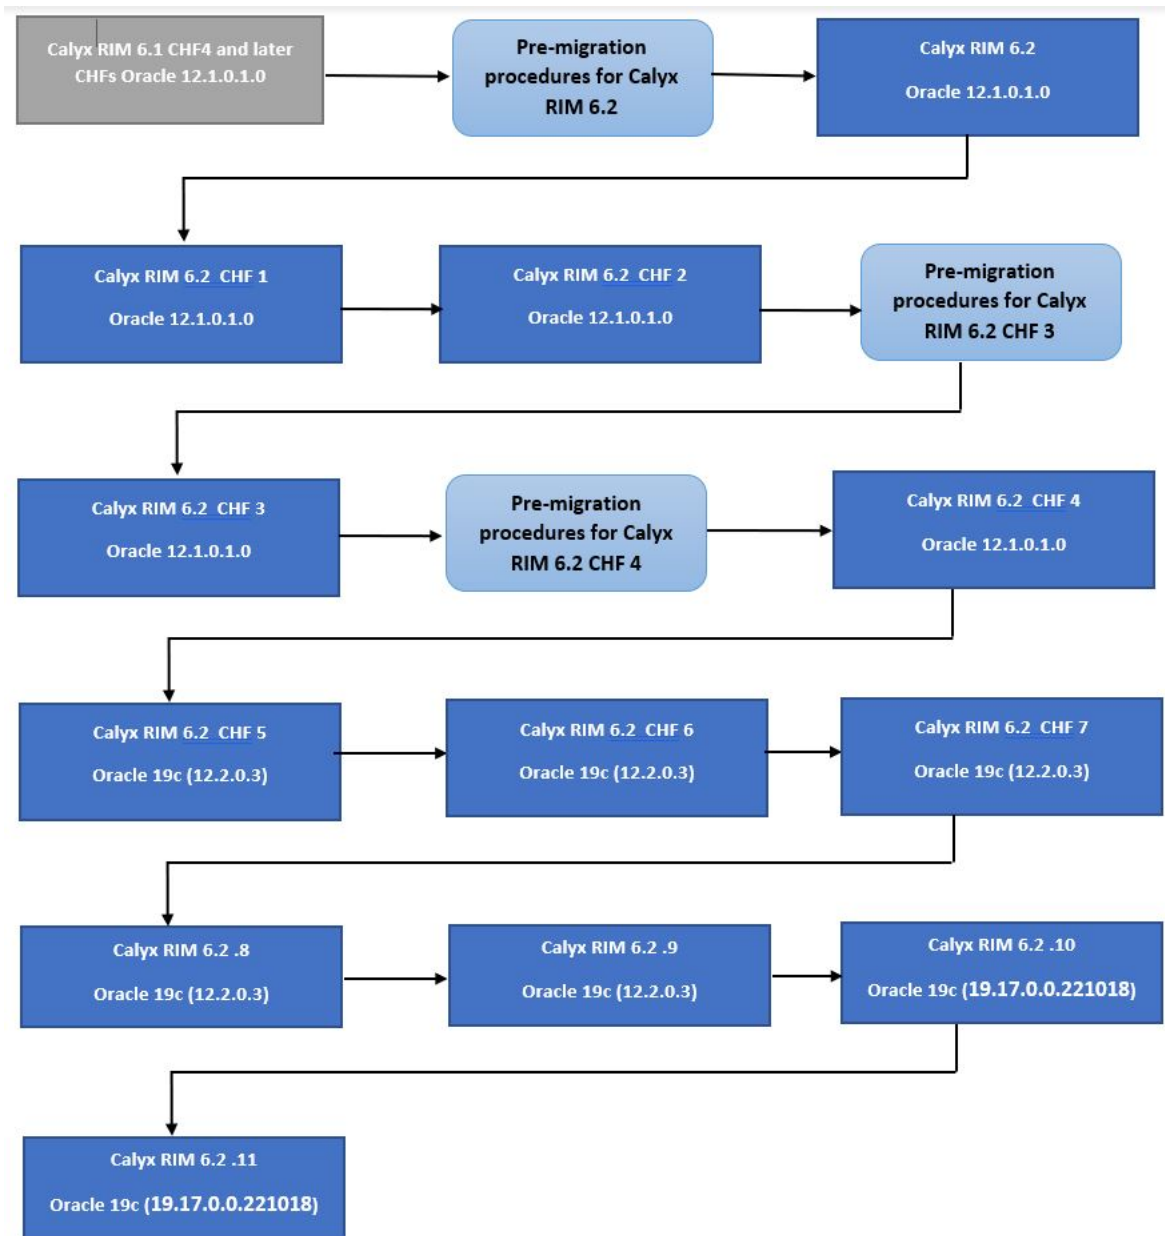 Calyx RIM 6.1 CHF4 and later
CHFs Oracle 12.1.0.1.0
Pre-migration
procedures for Calyx
RIM 6.2
Calyx RIM 6.2
Oracle 12.1.0.1.0
Calyx RIM 6.2 CHF 1
Oracle 12.1.0.1.0
Calyx RIM 6.2 CHF 2
Oracle 12.1.0.1.0
Pre-migration
procedures for Calyx
RIM 6.2 CHF 3
Calyx RIM 6.2 CHF 3
Oracle 12.1.0.1.0
Pre-migration
procedures for Calyx
RIM 6.2 CHF 4
Calyx RIM 6.2 CHF 4
Oracle 12.1.0.1.0
Calyx RIM 6.2 CHF 5
Oracle 19c (12.2.0.3)
Calyx RIM 6.2 CHF 6
Oracle 19c (12.2.0.3)
Calyx RIM 6.2 CHF 7
Oracle 19c (12.2.0.3)
Calyx RIM 6.2 .8
Oracle 19c (12.2.0.3)
Calyx RIM 6.2 .9
Oracle 19c (12.2.0.3)
Calyx RIM 6.2 .10
Oracle 19c (19.17.0.0.221018)
Calyx RIM 6.2 .11
Oracle 19c (19.17.0.0.221018)